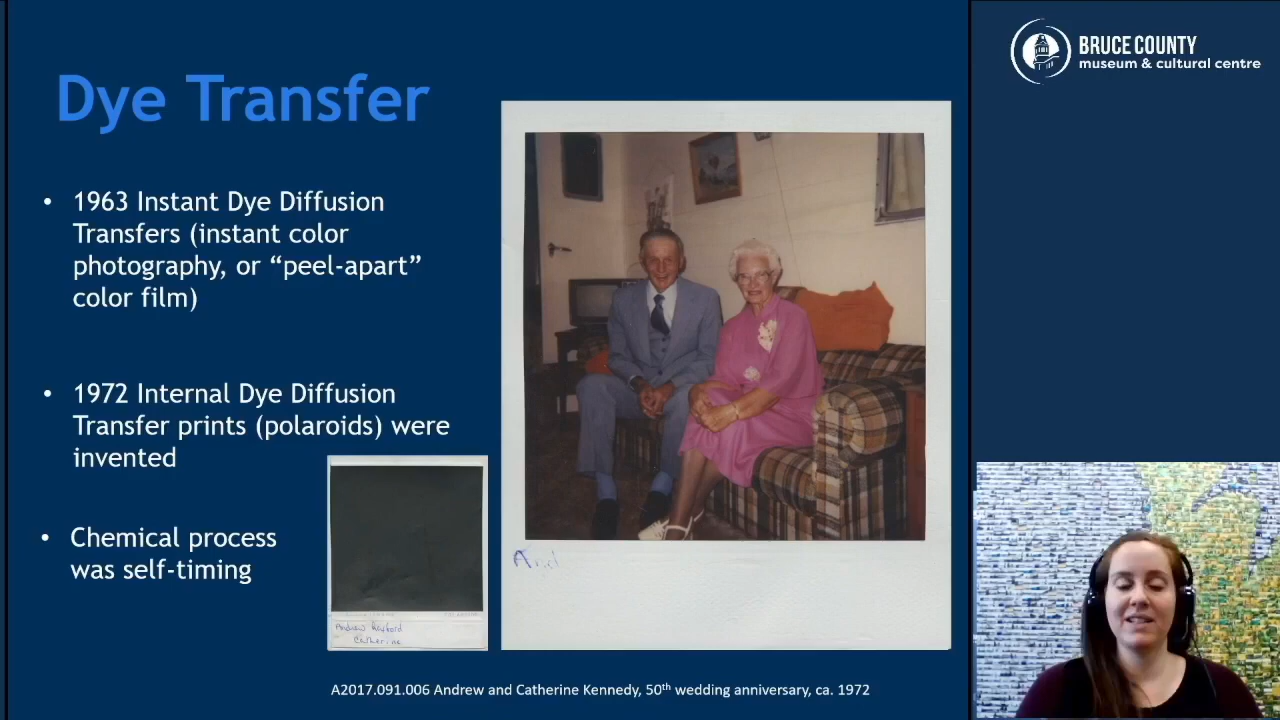 BRUCE COUNTY
museum & cultural centre
Dye Transfer
• 1963 Instant Dye Diffusion
Transfers (instant color
photography, or “peel-apart”
color film)
• 1972 Internal Dye Diffusion
Transfer prints (polaroids) were
invented
• Chemical process
was self-timing
Andrew
Catherine
A2017.091.006 Andrew and Catherine Kennedy, 50th wedding anniversary, ca. 1972